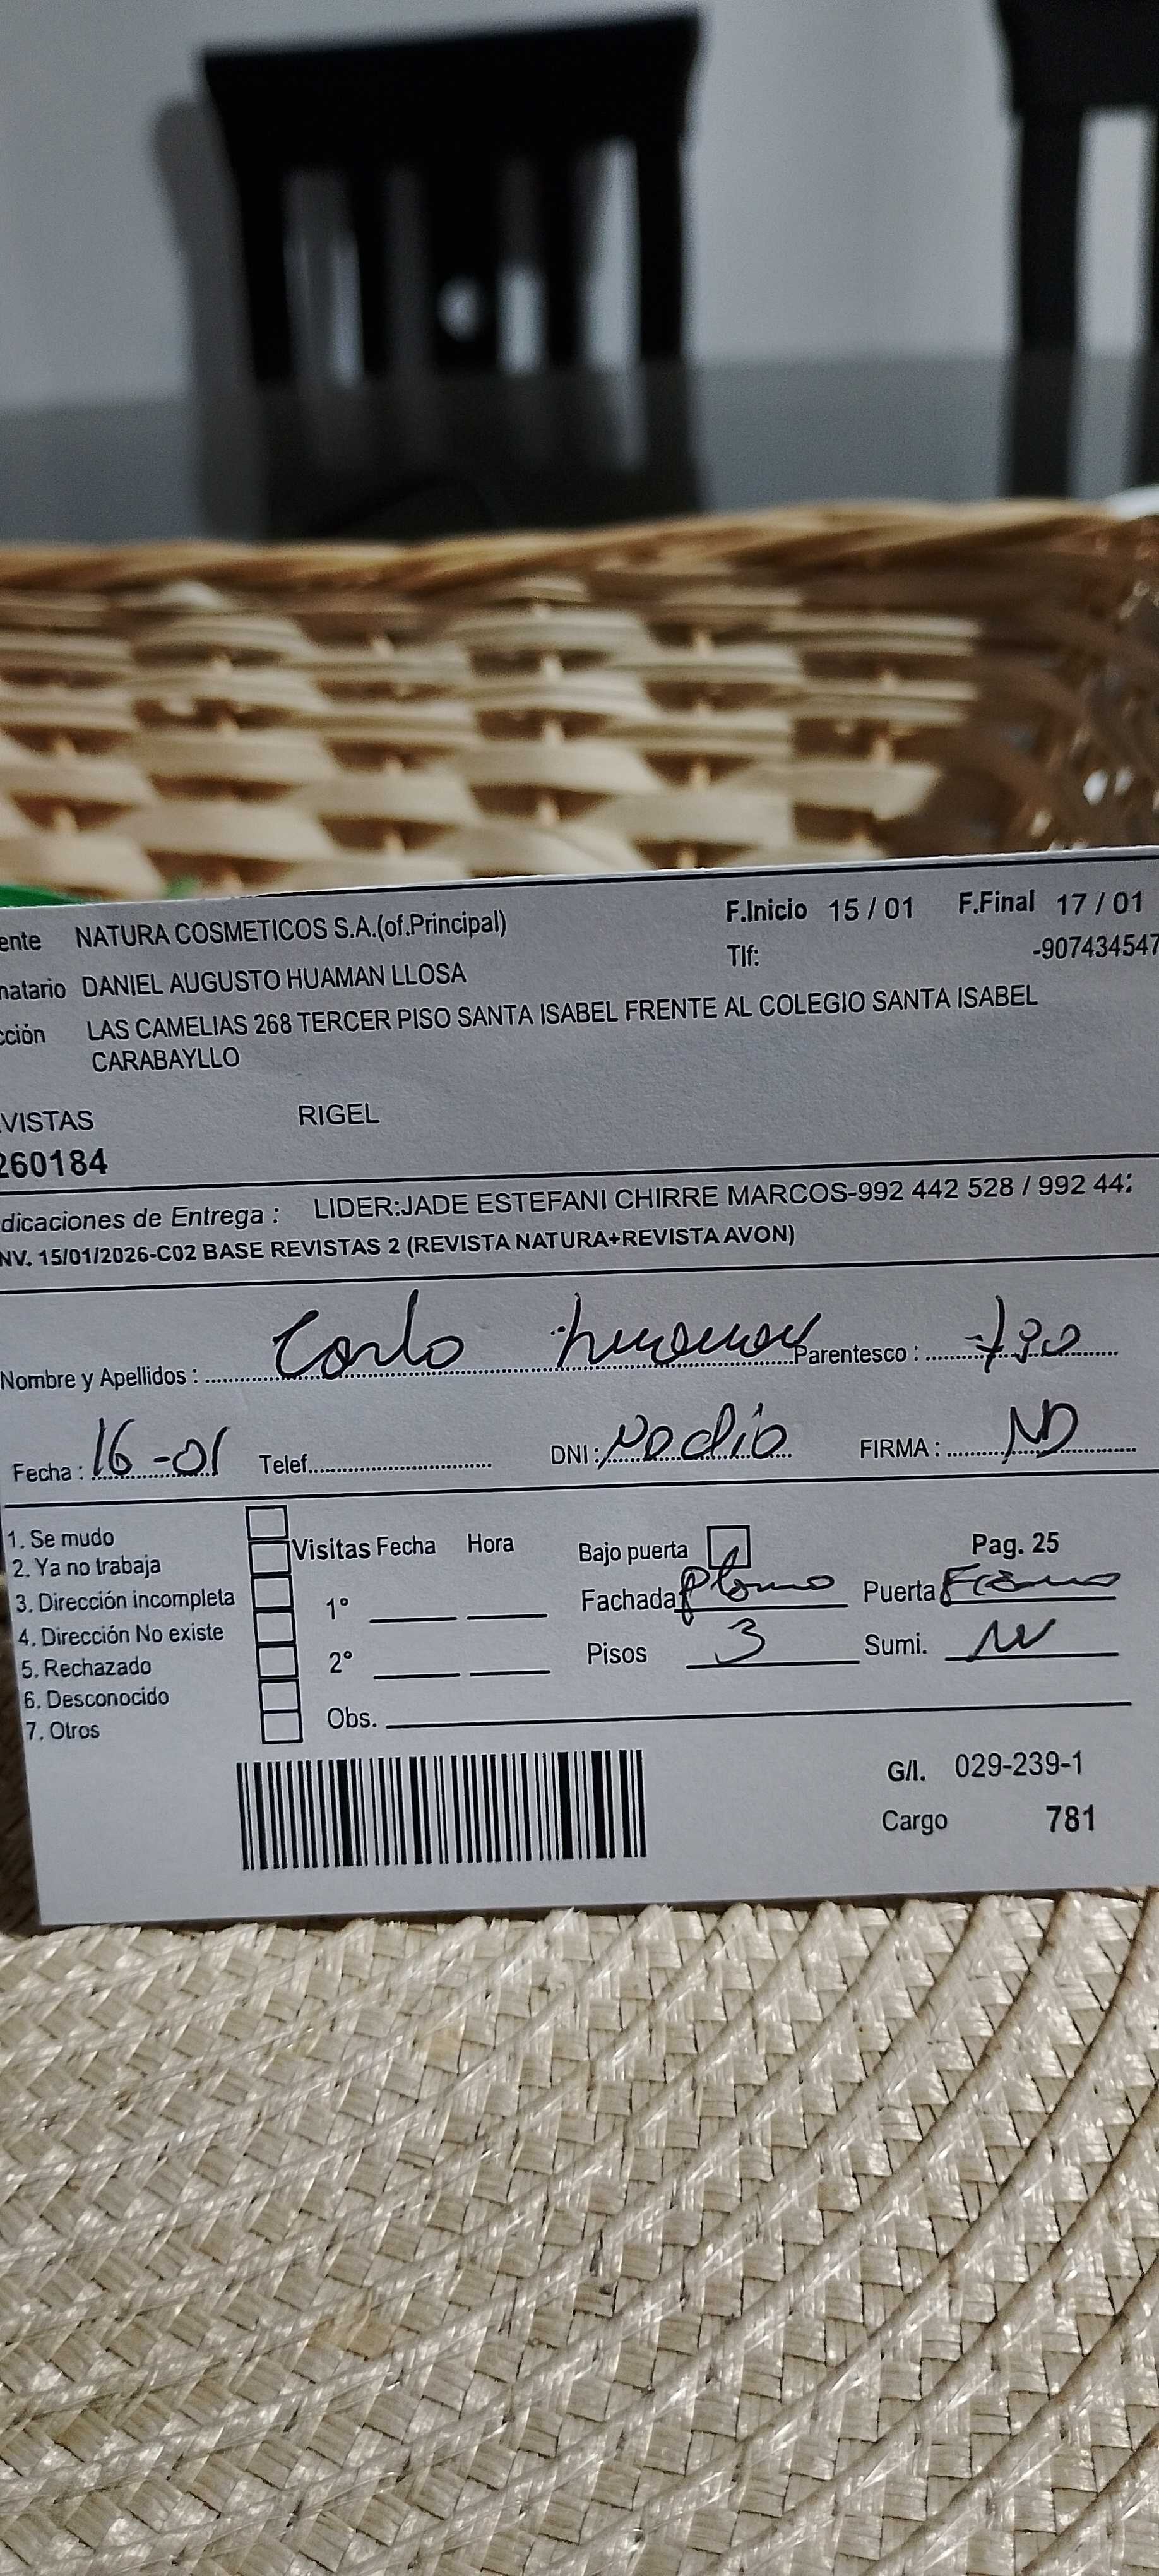 ente NATURA COSMETICOS S.A.(of.Principal) F.Inicio 15 / 01 F.Final 17 / 01
Tlf: -907434547
natario DANIEL AUGUSTO HUAMAN LLOSA
cción LAS CAMELIAS 268 TERCER PISO SANTA ISABEL FRENTE AL COLEGIO SANTA ISABEL
CARABAYLLO
VISTAS RIGEL
260184
dicaciones de Entrega : LIDER:JADE ESTEFANI CHIRRE MARCOS-992 442 528 / 992 442
NV. 15/01/2026-C02 BASE REVISTAS 2 (REVISTA NATURA+REVISTA AVON)
Nombre y Apellidos : Carlo huaman Parentesco :
Fecha : 16-01 Telef. DNI : No dio FIRMA : ND
1. Se mudo
2. Ya no trabaja
3. Dirección incompleta
4. Dirección No existe
5. Rechazado
6. Desconocido
7. Otros
Visitas Fecha Hora
1°
2°
Obs.
Bajo puerta Pag. 25
Fachada plomo Puerta
Pisos 3 Sumi.
G/I. 029-239-1
Cargo 781